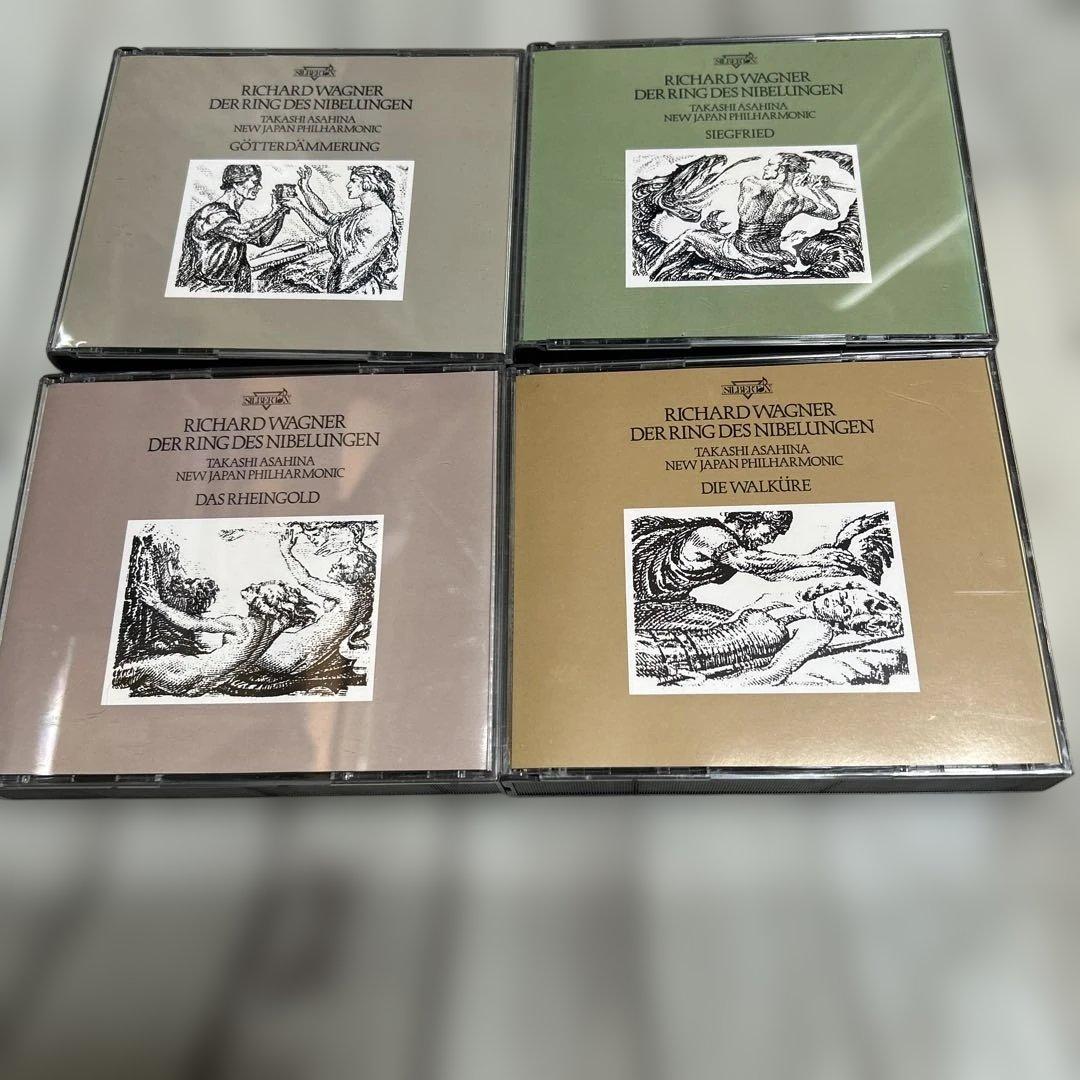 SILBERTON
RICHARD WAGNER
DER RING DES NIBELUNGEN
TAKASHI ASAHINA
NEW JAPAN PHILHARMONIC
GÖTTERDÄMMERUNG
SILBERTON
RICHARD WAGNER
DER RING DES NIBELUNGEN
TAKASHI ASAHINA
NEW JAPAN PHILHARMONIC
SIEGFRIED
SILBERTON
RICHARD WAGNER
DER RING DES NIBELUNGEN
TAKASHI ASAHINA
NEW JAPAN PHILHARMONIC
DAS RHEINGOLD
SILBERTON
RICHARD WAGNER
DER RING DES NIBELUNGEN
TAKASHI ASAHINA
NEW JAPAN PHILHARMONIC
DIE WALKÜRE